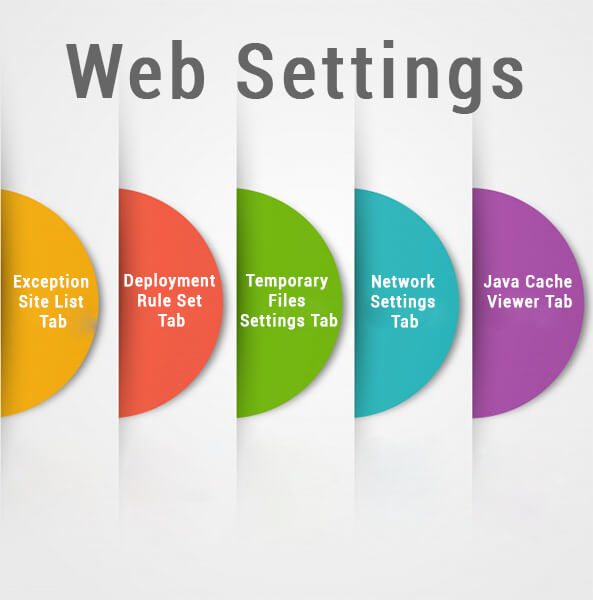 Web Settings
Exception
Site List
Tab
Deployment
Rule Set
Tab
Temporary
Files
Settings Tab
Network
Settings
Tab
Java Cache
Viewer Tab